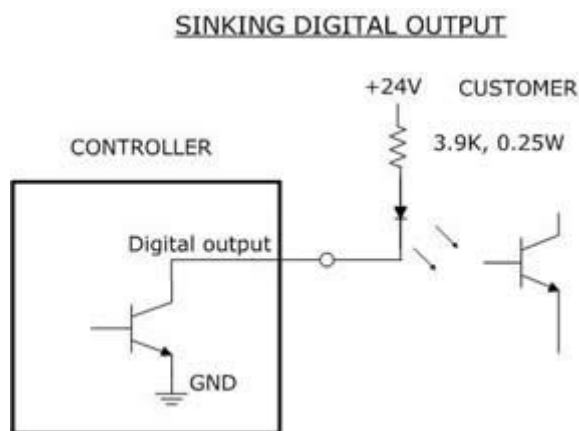 SINKING DIGITAL OUTPUT
+24V CUSTOMER
3.9K, 0.25W
CONTROLLER
Digital output
GND